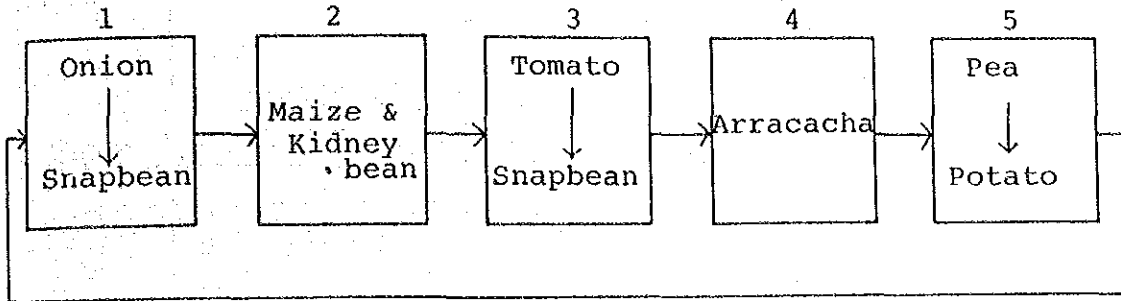 1 2 3 4 5
Onion
Snapbean
Maize &
Kidney
bean
Tomato
Snapbean
Arracacha
Pea
Potato